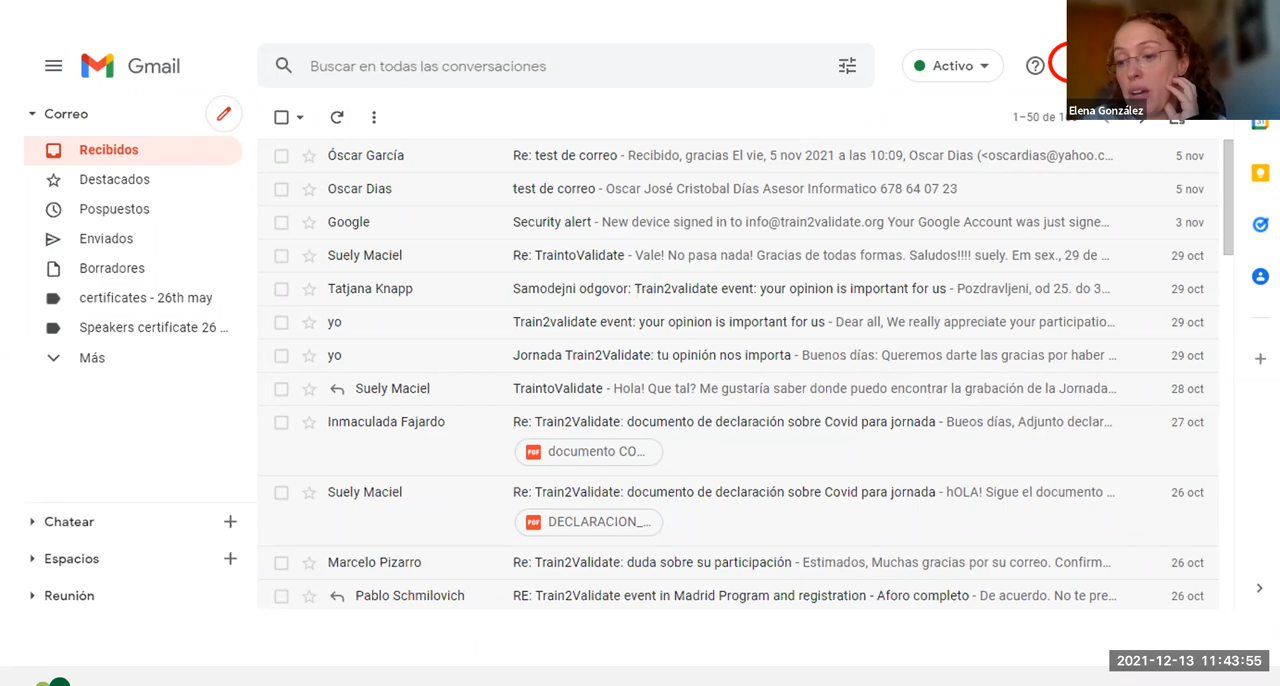 Gmail
Buscar en todas las conversaciones
Activo
Elena González
Correo
1–50 de
Recibidos
Destacados
Pospuestos
Enviados
Borradores
certificates - 26th may
Speakers certificate 26 ...
Más
Chatear
Espacios
Reunión
Óscar García Re: test de correo - Recibido, gracias El vie, 5 nov 2021 a las 10:09, Oscar Dias (<oscardias@yahoo.c... 5 nov
Oscar Dias test de correo - Oscar José Cristobal Días Asesor Informatico 678 64 07 23 5 nov
Google Security alert - New device signed in to info@train2validate.org Your Google Account was just signe... 3 nov
Suely Maciel Re: TraintoValidate - Vale! No pasa nada! Gracias de todas formas. Saludos!!!! suely. Em sex., 29 de ... 29 oct
Tatjana Knapp Samodejni odgovor: Train2validate event: your opinion is important for us - Pozdravljeni, od 25. do 3... 29 oct
yo Train2validate event: your opinion is important for us - Dear all, We really appreciate your participatio... 29 oct
yo Jornada Train2Validate: tu opinión nos importa - Buenos días: Queremos darte las gracias por haber ... 29 oct
Suely Maciel TraintoValidate - Hola! Que tal? Me gustaría saber donde puedo encontrar la grabación de la Jornada... 28 oct
Inmaculada Fajardo Re: Train2Validate: documento de declaración sobre Covid para jornada - Bueos días, Adjunto declar... 27 oct
PDF documento CO...
Suely Maciel Re: Train2Validate: documento de declaración sobre Covid para jornada - hOLA! Sigue el documento ... 26 oct
PDF DECLARACION_...
Marcelo Pizarro Re: Train2Validate: duda sobre su participación - Estimados, Muchas gracias por su correo. Confirm... 26 oct
Pablo Schmilovich RE: Train2Validate event in Madrid Program and registration - Aforo completo - De acuerdo. No te pre... 26 oct
2021-12-13 11:43:55